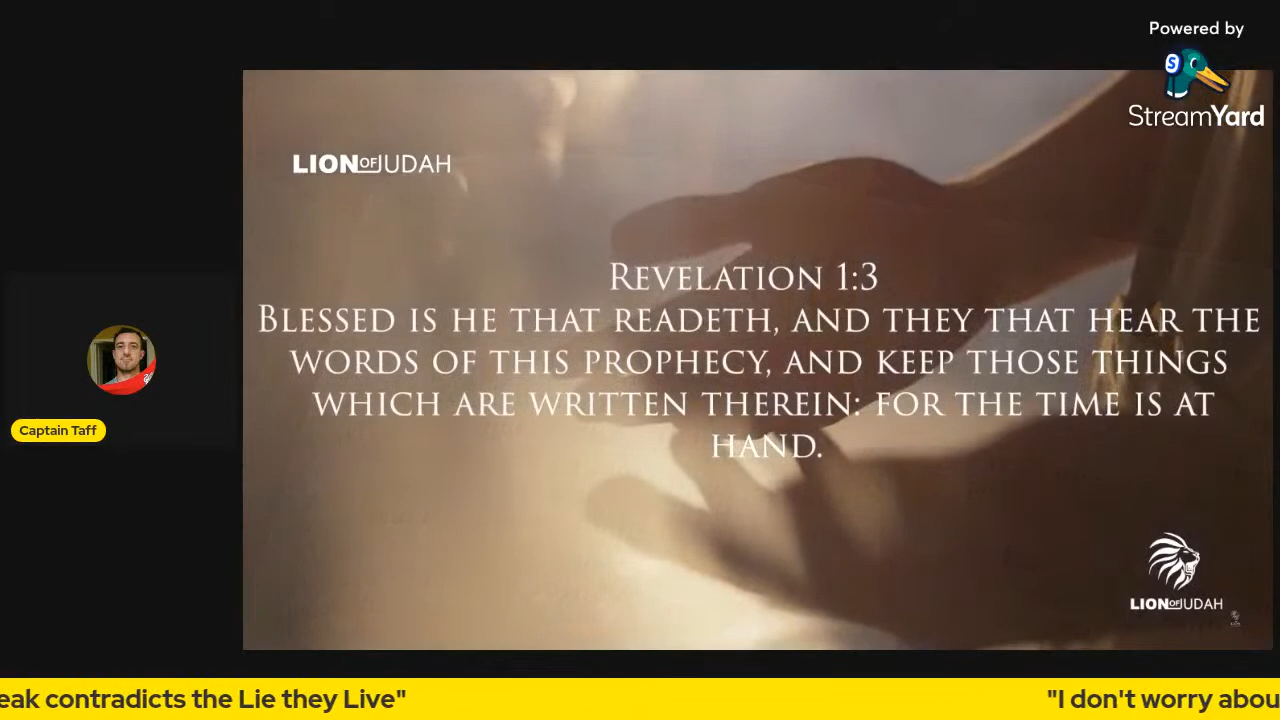 Powered by
StreamYard
LION OF JUDAH
REVELATION 1:3
BLESSED IS HE THAT READETH, AND THEY THAT HEAR THE
WORDS OF THIS PROPHECY, AND KEEP THOSE THINGS
WHICH ARE WRITTEN THEREIN: FOR THE TIME IS AT
HAND.
Captain Taff
LION OF JUDAH
eak contradicts the Lie they Live"
"I don't worry abou